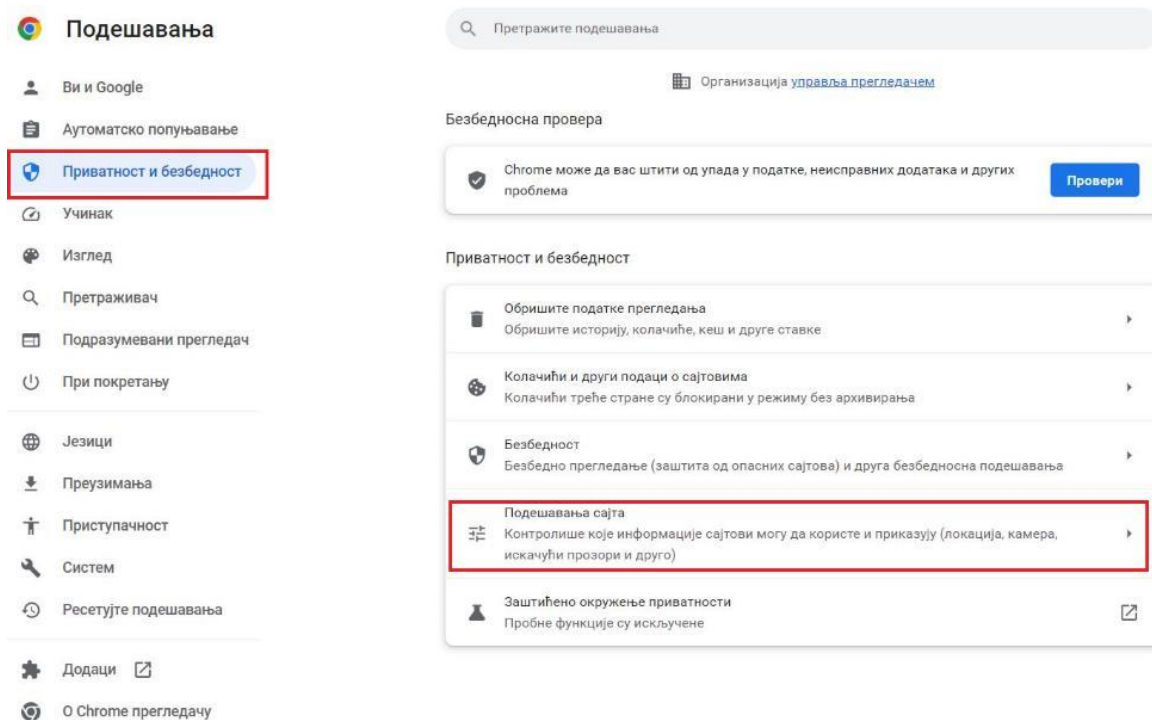 Подешавања
Ви и Google
Аутоматско попуњавање
Приватност и безбедност
Учинак
Изглед
Претраживач
Подразумевани прегледач
При покретању
Језици
Преузимања
Приступачност
Систем
Ресетујте подешавања
Додаци
О Chrome прегледачу
Претражите подешавања
Организација управља прегледачем
Безбедносна провера
Chrome може да вас штити од упада у податке, неисправних додатака и других
проблема
Провери
Приватност и безбедност
Обришите податке прегледања
Обришите историју, колачиће, кеш и друге ставке
Колачићи и други подаци о сајтовима
Колачићи треће стране су блокирани у режиму без архивирања
Безбедност
Безбедно прегледање (заштита од опасних сајтова) и друга безбедносна подешавања
Подешавања сајта
Контролише које информације сајтови могу да користе и приказују (локација, камера,
искачући прозори и друго)
Заштићено окружење приватности
Пробне функције су искључене